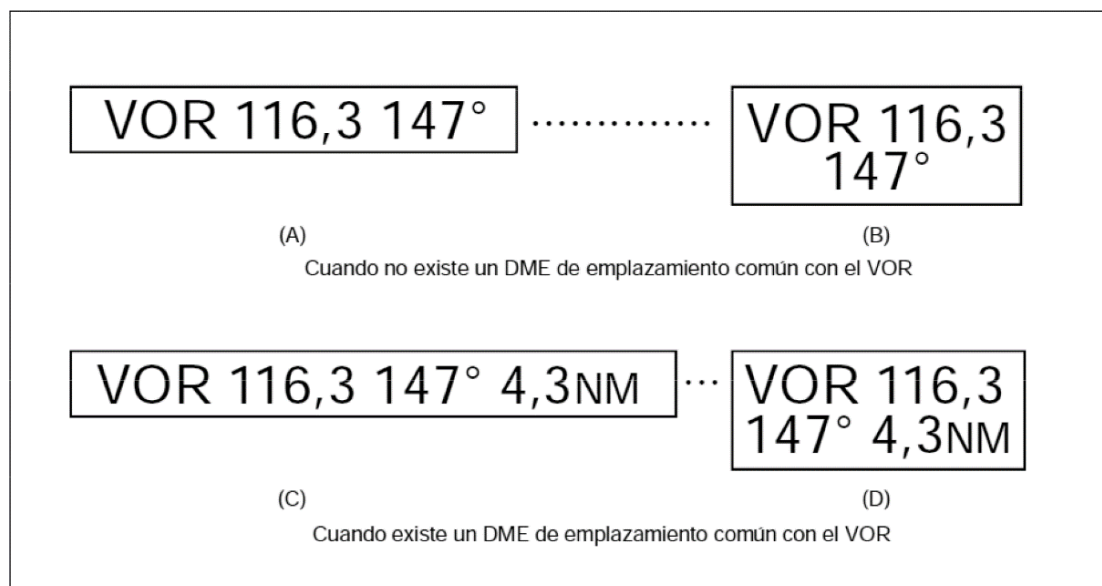 VOR 116,3 147°
VOR 116,3
147°
(A)
(B)
Cuando no existe un DME de emplazamiento común con el VOR
VOR 116,3 147° 4,3NM
VOR 116,3
147° 4,3NM
(C)
(D)
Cuando existe un DME de emplazamiento común con el VOR